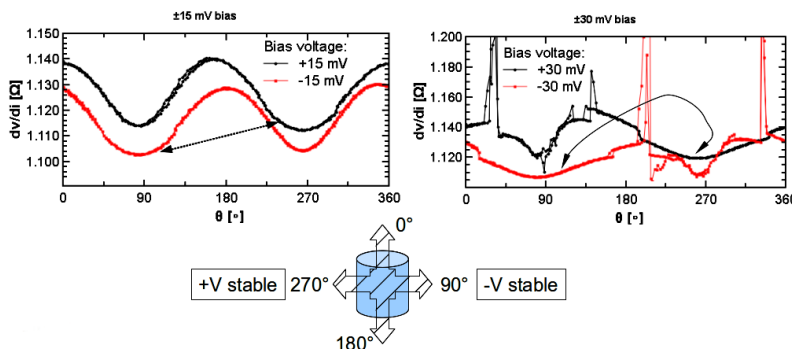 ±15 mV bias
1.150
1.140
1.130
1.120
1.110
1.100
dv/di [Ω]
Bias voltage:
+15 mV
-15 mV
0
90
180
270
360
θ [°]
±30 mV bias
1.200
1.180
1.160
1.140
1.120
dv/di [Ω]
Bias voltage:
+30 mV
-30 mV
0
90
180
270
360
θ [°]
0°
+V stable
270°
90°
-V stable
180°